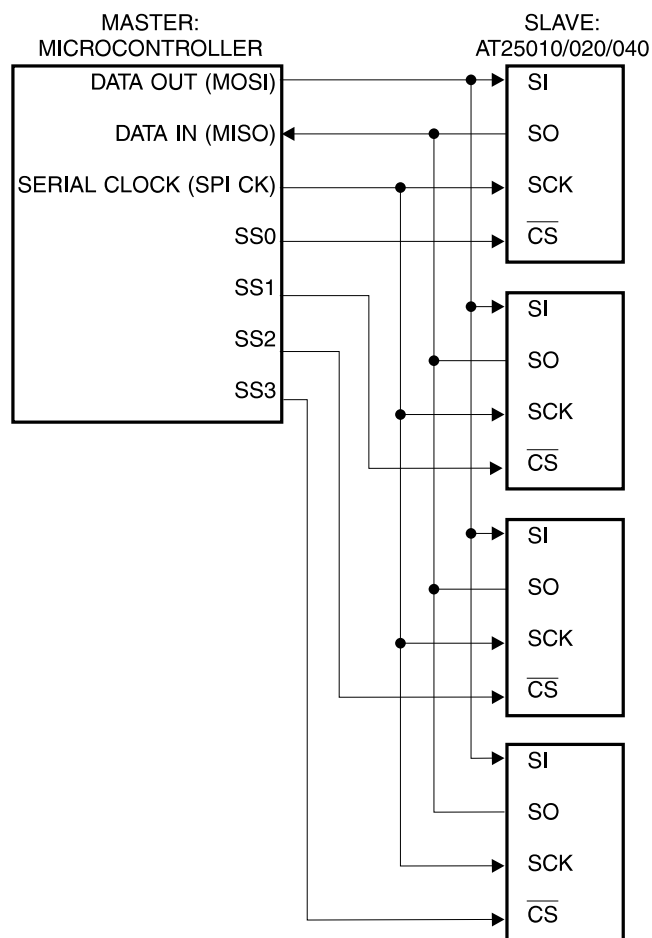 MASTER:
MICROCONTROLLER
DATA OUT (MOSI)
DATA IN (MISO)
SERIAL CLOCK (SPI CK)
SS0
SS1
SS2
SS3
SLAVE:
AT25010/020/040
SI
SO
SCK
CS
SI
SO
SCK
CS
SI
SO
SCK
CS
SI
SO
SCK
CS